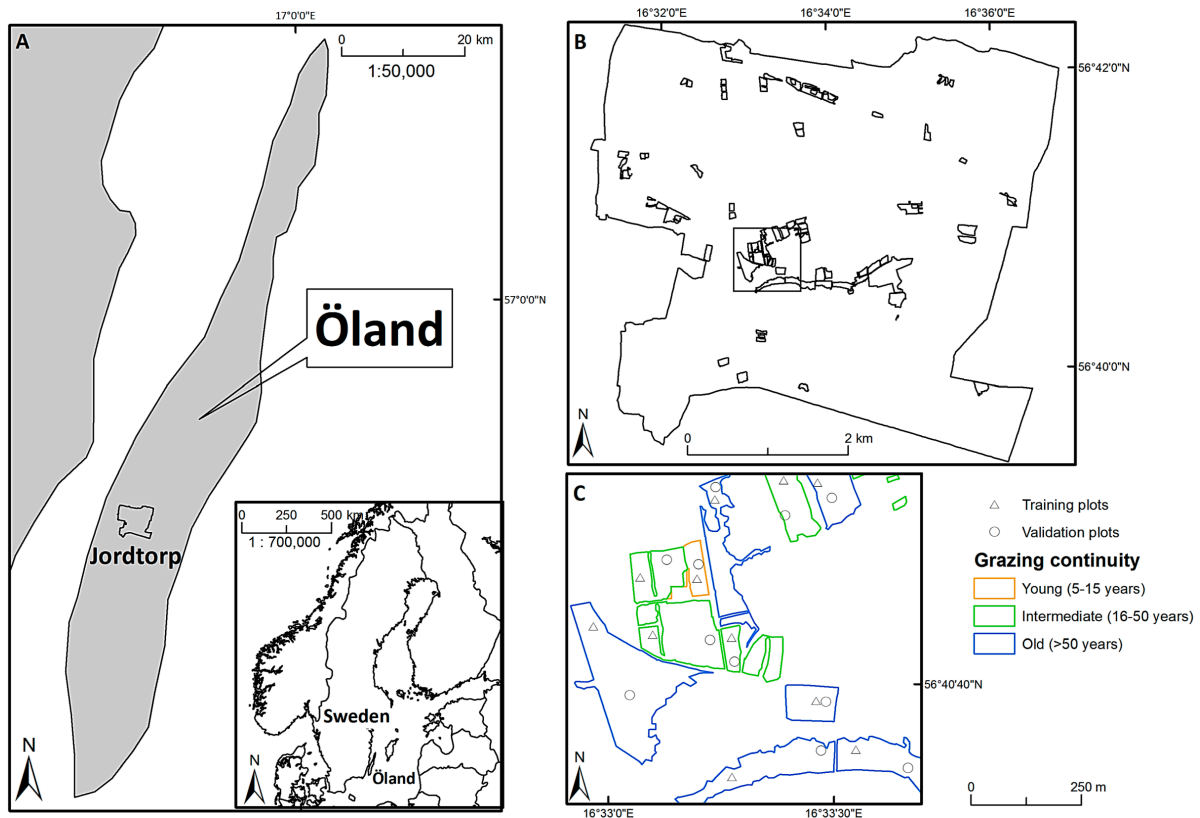 A
17°0'0"E
0 20 km
1:50,000
Öland
57°0'0"N
Jordtorp
N
0 250 500 km
1 : 700,000
Sweden
Öland
N
B
16°32'0"E 16°34'0"E 16°36'0"E
56°42'0"N
56°40'0"N
N
0 2 km
C
56°40'40"N
N
16°33'0"E 16°33'30"E
Training plots
Validation plots
Grazing continuity
Young (5-15 years)
Intermediate (16-50 years)
Old (>50 years)
0 250 m